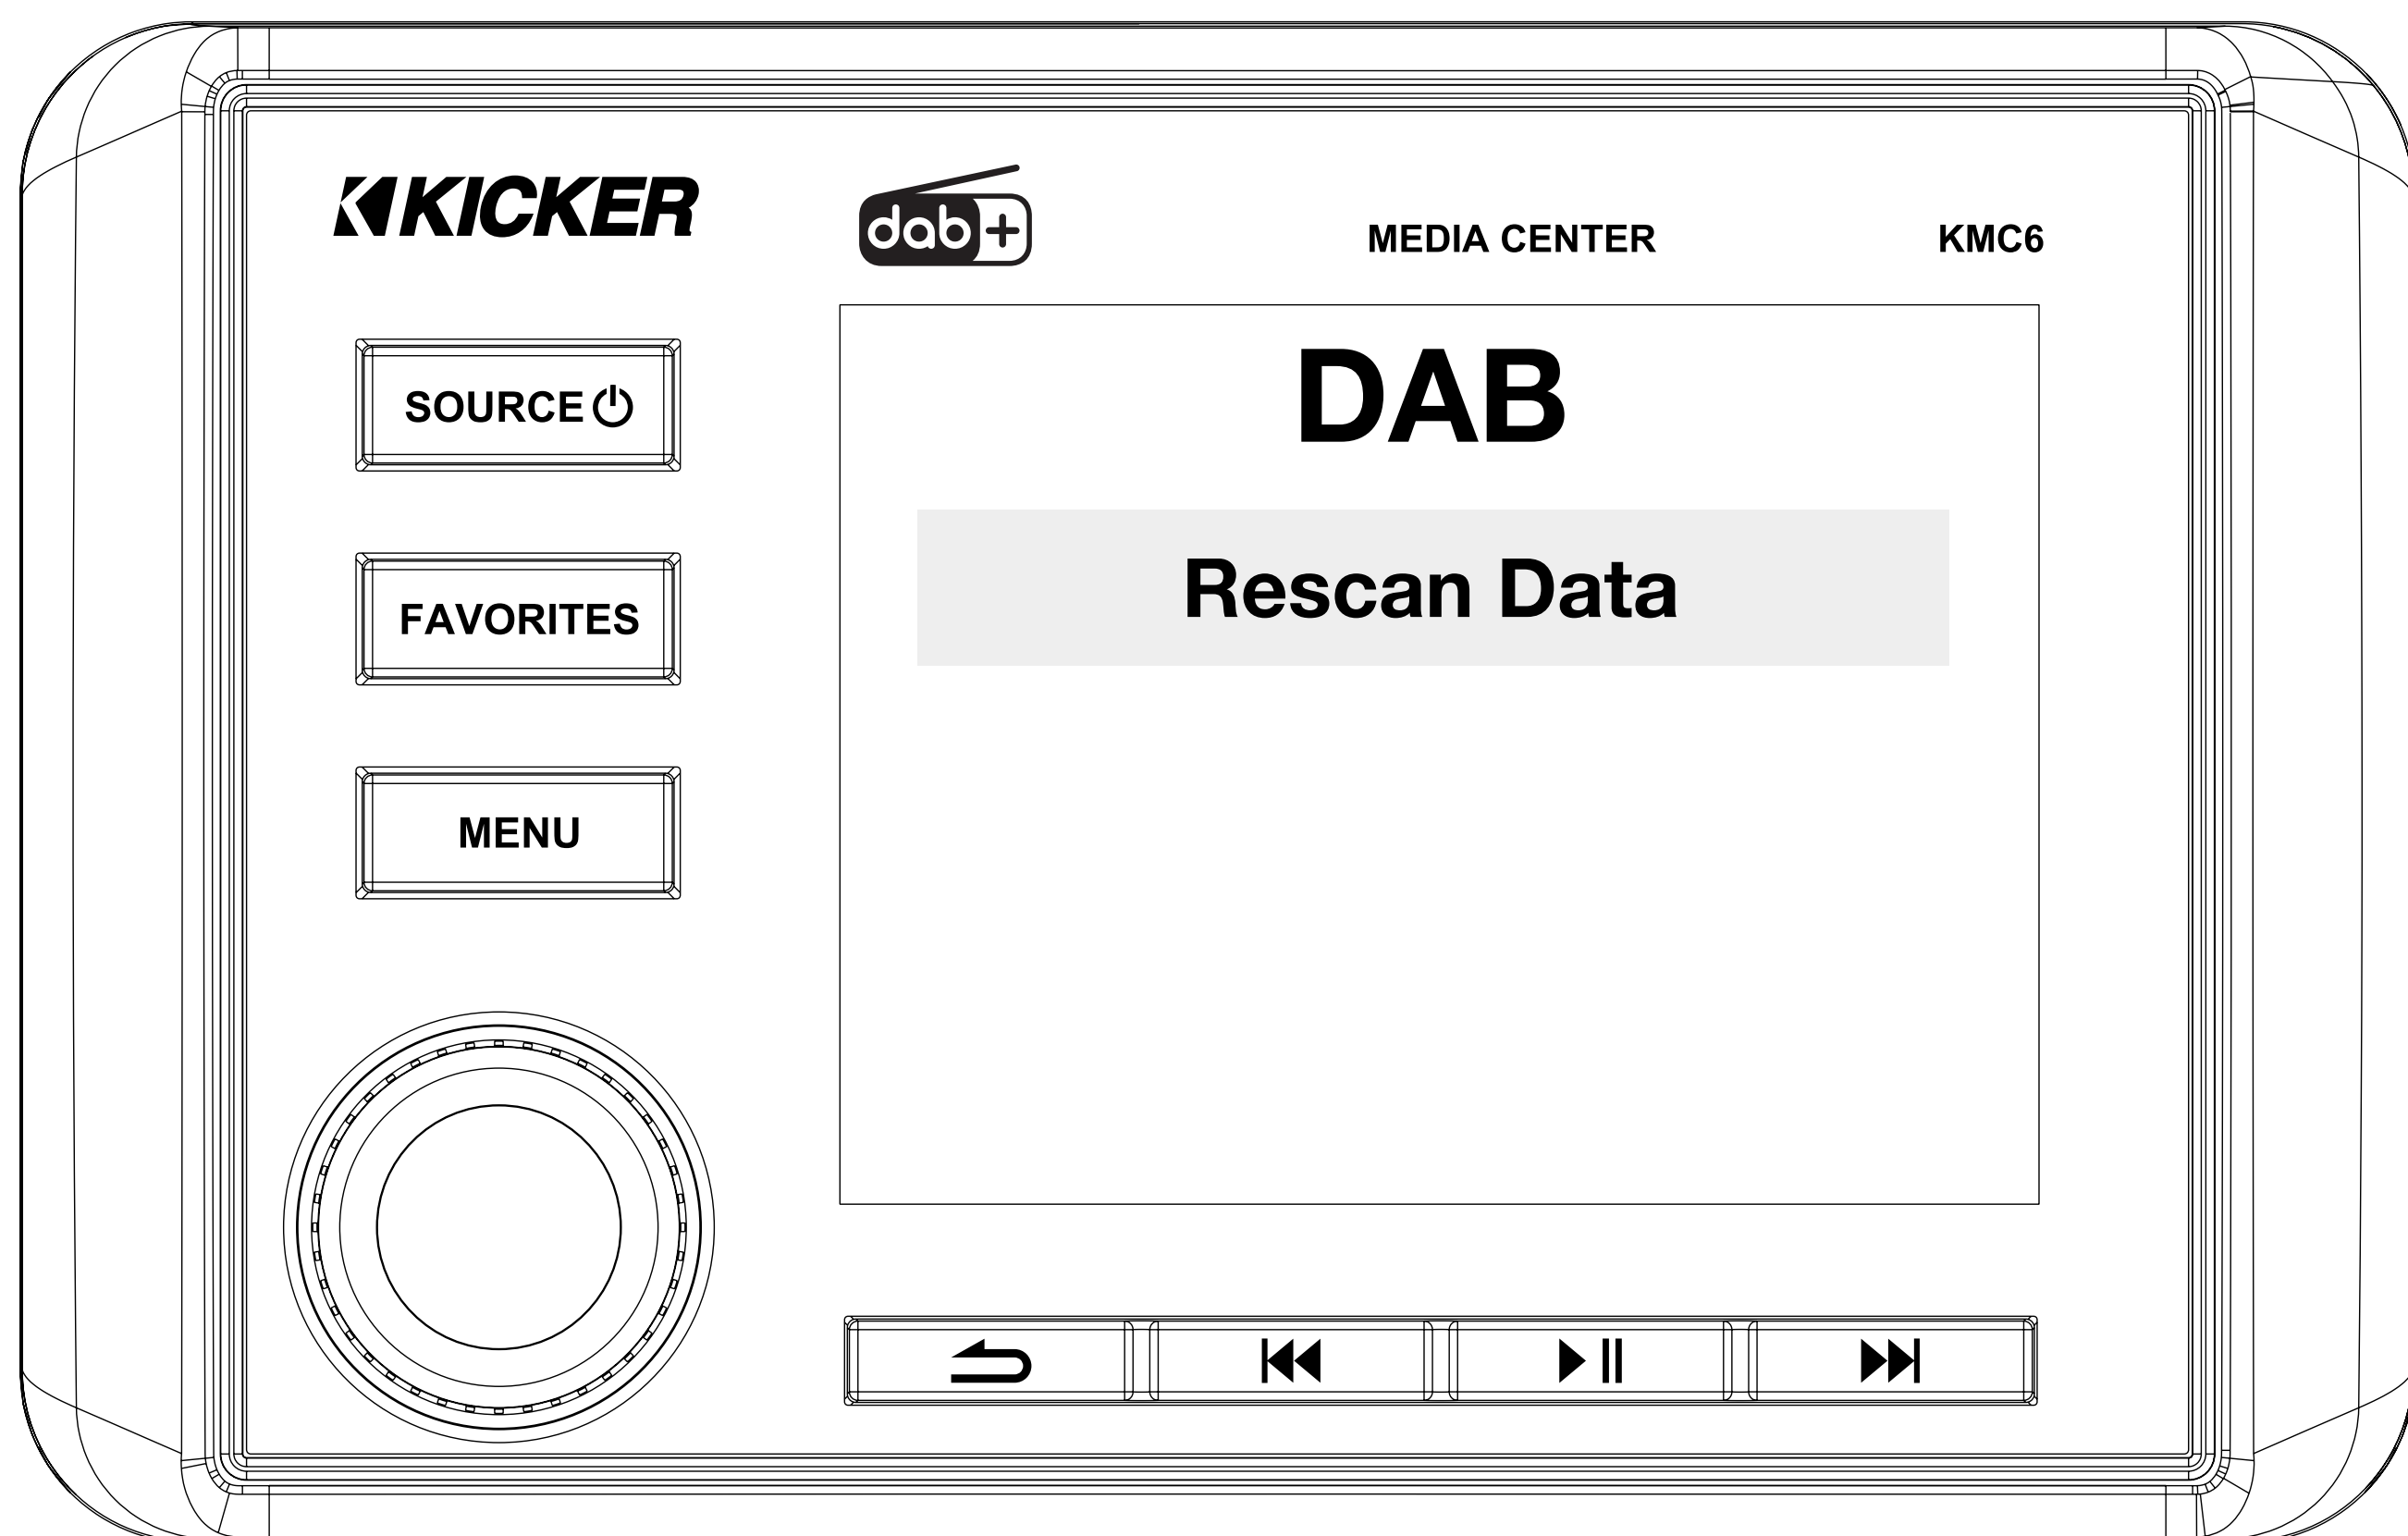 KICKER
dab+
MEDIA CENTER
KMC6
SOURCE
FAVORITES
MENU
DAB
Rescan Data